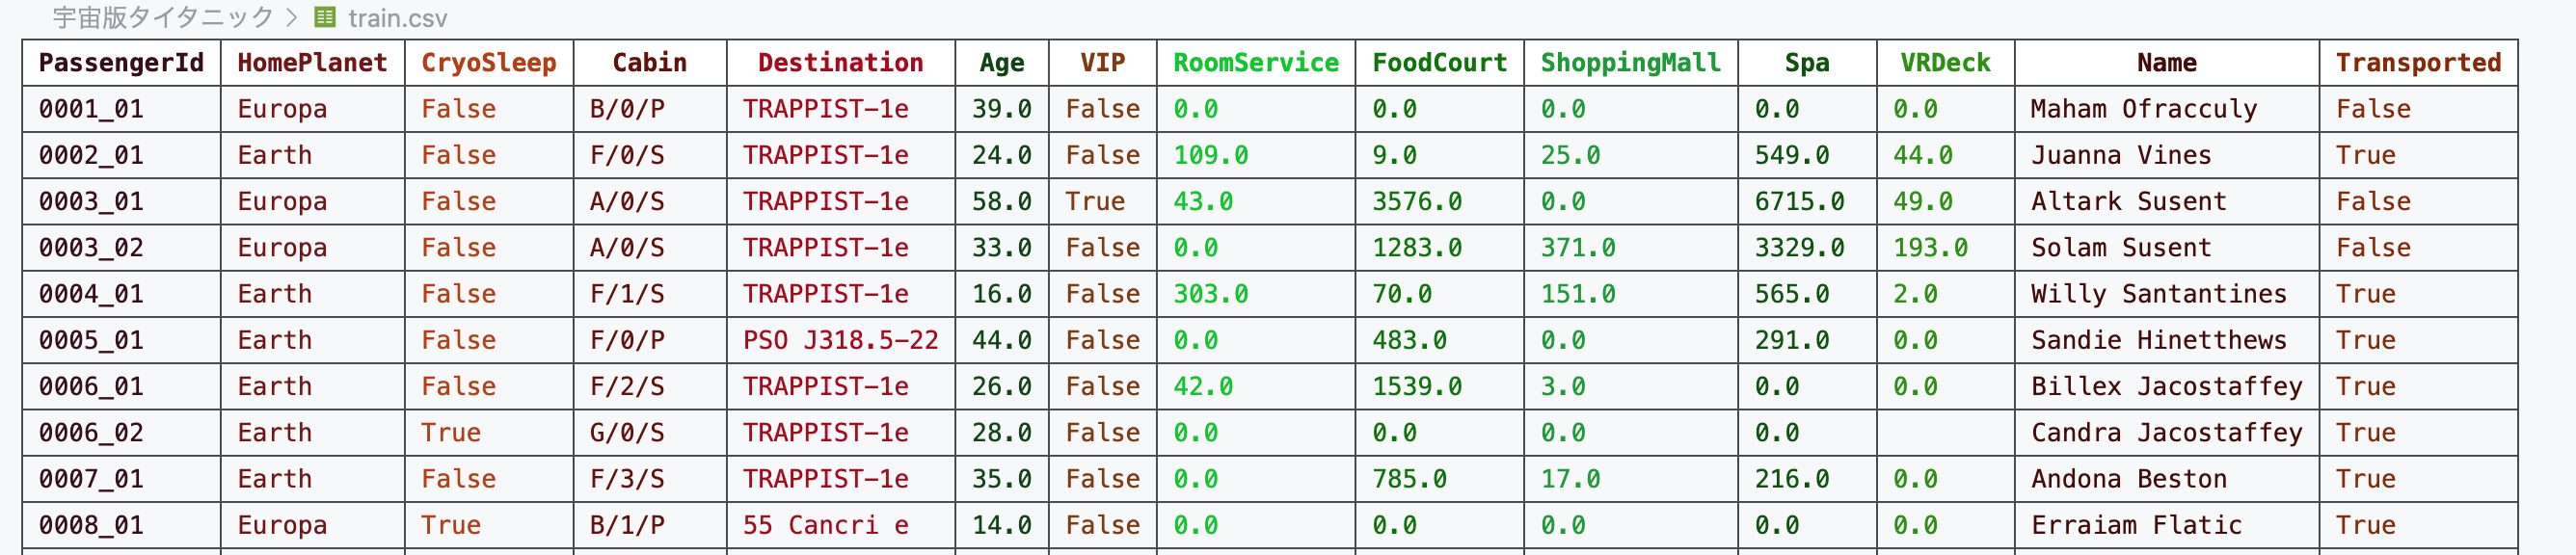 宇宙版タイタニック > train.csv
PassengerId HomePlanet CryoSleep Cabin Destination Age VIP RoomService FoodCourt ShoppingMall Spa VRDeck Name Transported
0001_01 Europa False B/0/P TRAPPIST-1e 39.0 False 0.0 0.0 0.0 0.0 0.0 Maham Ofracculy False
0002_01 Earth False F/0/S TRAPPIST-1e 24.0 False 109.0 9.0 25.0 549.0 44.0 Juanna Vines True
0003_01 Europa False A/0/S TRAPPIST-1e 58.0 True 43.0 3576.0 0.0 6715.0 49.0 Altark Susent False
0003_02 Europa False A/0/S TRAPPIST-1e 33.0 False 0.0 1283.0 371.0 3329.0 193.0 Solam Susent False
0004_01 Earth False F/1/S TRAPPIST-1e 16.0 False 303.0 70.0 151.0 565.0 2.0 Willy Santantines True
0005_01 Earth False F/0/P PSO J318.5-22 44.0 False 0.0 483.0 0.0 291.0 0.0 Sandie Hinetthews True
0006_01 Earth False F/2/S TRAPPIST-1e 26.0 False 42.0 1539.0 3.0 0.0 0.0 Billex Jacostaffey True
0006_02 Earth True G/0/S TRAPPIST-1e 28.0 False 0.0 0.0 0.0 0.0 Candra Jacostaffey True
0007_01 Earth False F/3/S TRAPPIST-1e 35.0 False 0.0 785.0 17.0 216.0 0.0 Andona Beston True
0008_01 Europa True B/1/P 55 Cancri e 14.0 False 0.0 0.0 0.0 0.0 0.0 Erraiam Flatic True